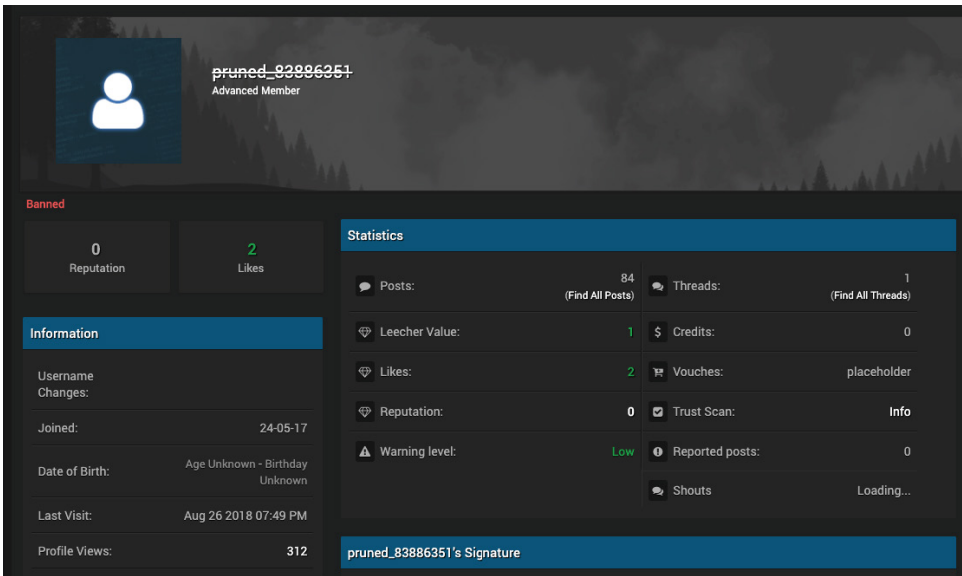 pruned_83886351
Advanced Member
Banned
0
Reputation
2
Likes
Information
Username
Changes:
Joined: 24-05-17
Date of Birth: Age Unknown - Birthday
Unknown
Last Visit: Aug 26 2018 07:49 PM
Profile Views: 312
Statistics
Posts: 84
(Find All Posts)
Threads: 1
(Find All Threads)
Leecher Value: 1
Credits: 0
Likes: 2
Vouches: placeholder
Reputation: 0
Trust Scan: Info
Warning level: Low
Reported posts: 0
Shouts Loading...
pruned_83886351's Signature